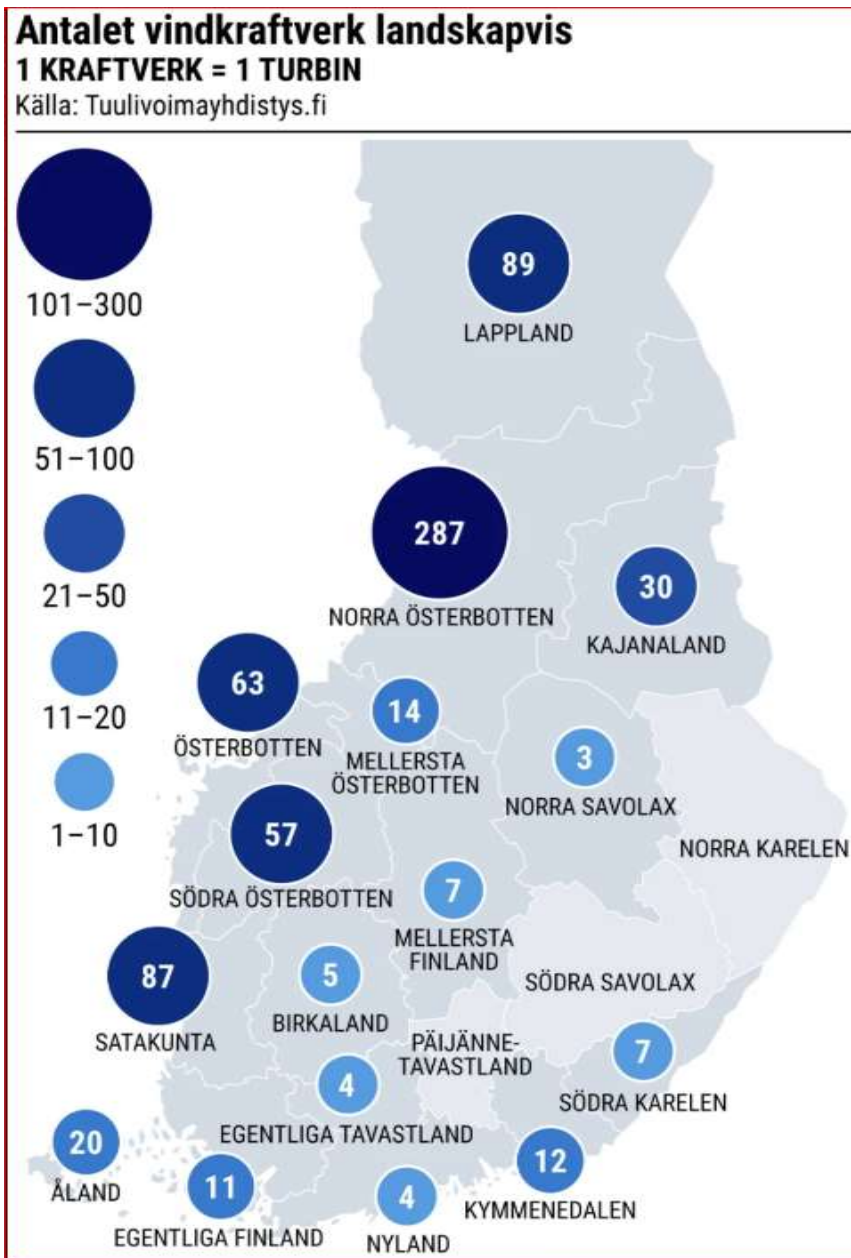 Antalet vindkraftverk landskapvis
1 KRAFTVERK = 1 TURBIN
Källa: Tuulivoimayhdistys.fi
101–300
51–100
21–50
11–20
1–10
89
LAPPLAND
287
NORRA ÖSTERBOTTEN
30
KAJANALAND
63
ÖSTERBOTTEN
14
MELLERSTA
ÖSTERBOTTEN
3
NORRA SAVOLAX
NORRA KARELEN
57
SÖDRA ÖSTERBOTTEN
7
MELLERSTA
FINLAND
SÖDRA SAVOLAX
87
SATAKUNTA
5
BIRKALAND
PÄIJÄNNE-
TAVASTLAND
7
SÖDRA KARELEN
4
EGENTLIGA TAVASTLAND
20
ÅLAND
11
EGENTLIGA FINLAND
4
NYLAND
12
KYMMENEDALEN